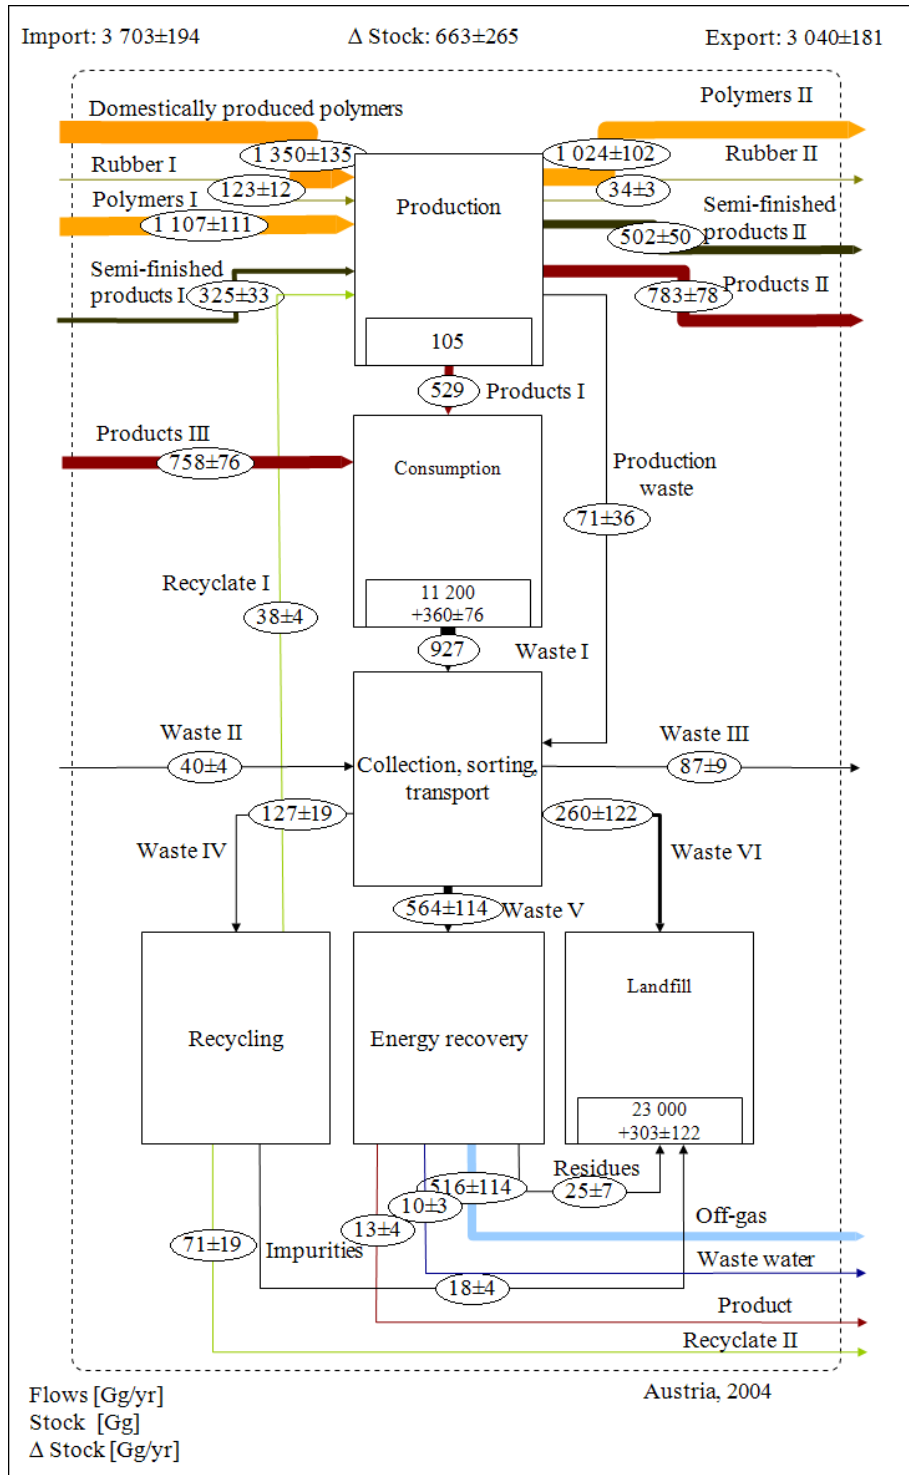 Import: 3 703±194
Δ Stock: 663±265
Export: 3 040±181
Domestically produced polymers
Polymers II
1 350±135
1 024±102
Rubber I
Rubber II
123±12
34±3
Polymers I
Production
Semi-finished
products II
1 107±111
502±50
Semi-finished
products I
325±33
Products II
783±78
105
529
Products I
Products III
758±76
Consumption
Production
waste
71±36
Recyclate I
38±4
11 200
+360±76
927
Waste I
Waste II
40±4
Collection, sorting,
transport
Waste III
87±9
127±19
260±122
Waste IV
Waste VI
564±114
Waste V
Recycling
Energy recovery
Landfill
23 000
+303±122
Residues
516±114
25±7
10±3
13±4
Off-gas
71±19
Impurities
Waste water
18±4
Product
Recyclate II
Flows [Gg/yr]
Stock [Gg]
Δ Stock [Gg/yr]
Austria, 2004